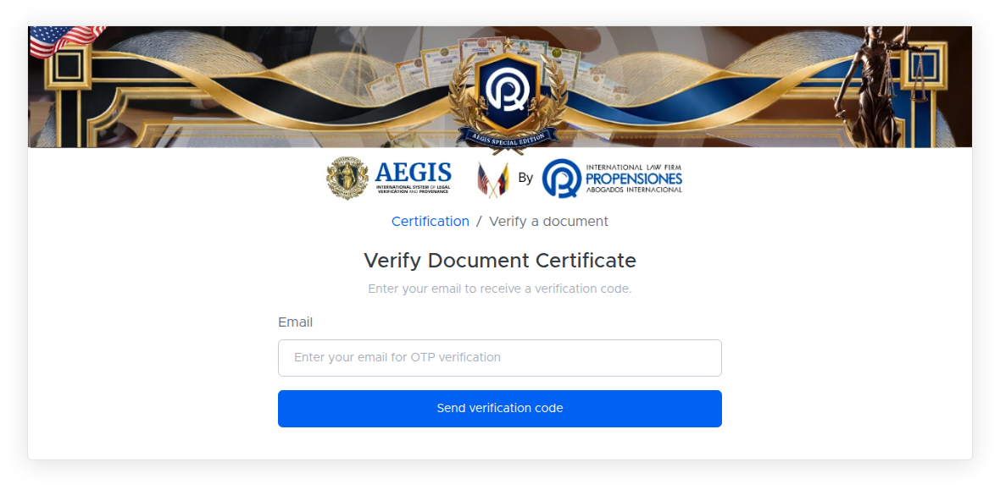 AEGIS SPECIAL EDITION
AEGIS
INTERNATIONAL SYSTEM OF LEGAL
VERIFICATION AND PROVENANCE
By
INTERNATIONAL LAW FIRM
PROPENSIONES
ABOGADOS INTERNACIONAL
Certification / Verify a document
Verify Document Certificate
Enter your email to receive a verification code.
Email
Enter your email for OTP verification
Send verification code